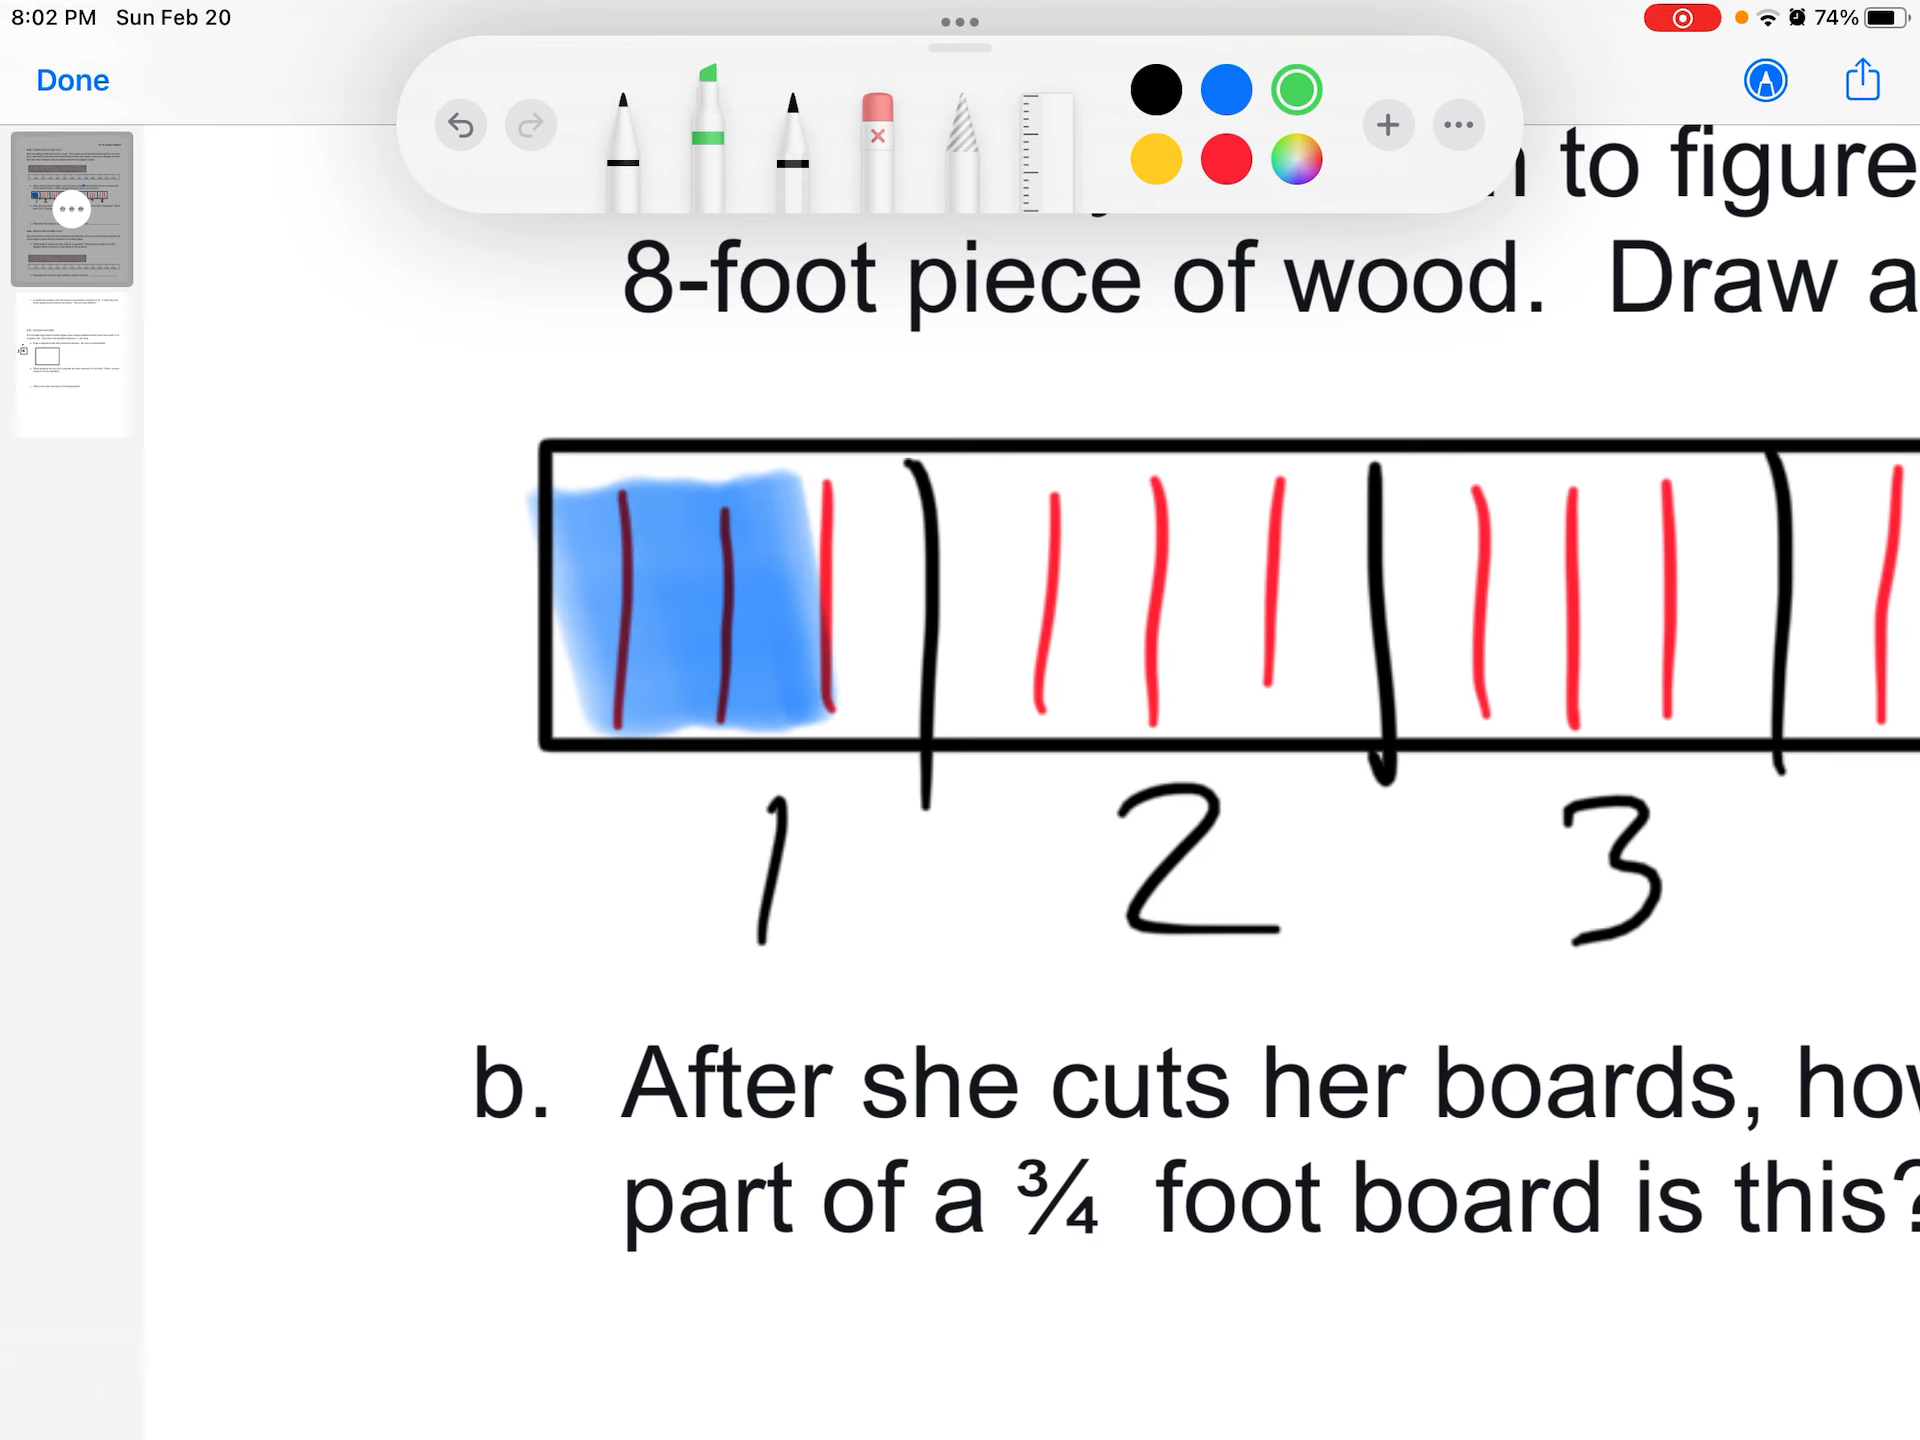 8:02 PM Sun Feb 20
74%
Done
to figure
8-foot piece of wood. Draw a
1 2 3
b. After she cuts her boards, how
part of a ¾ foot board is this?